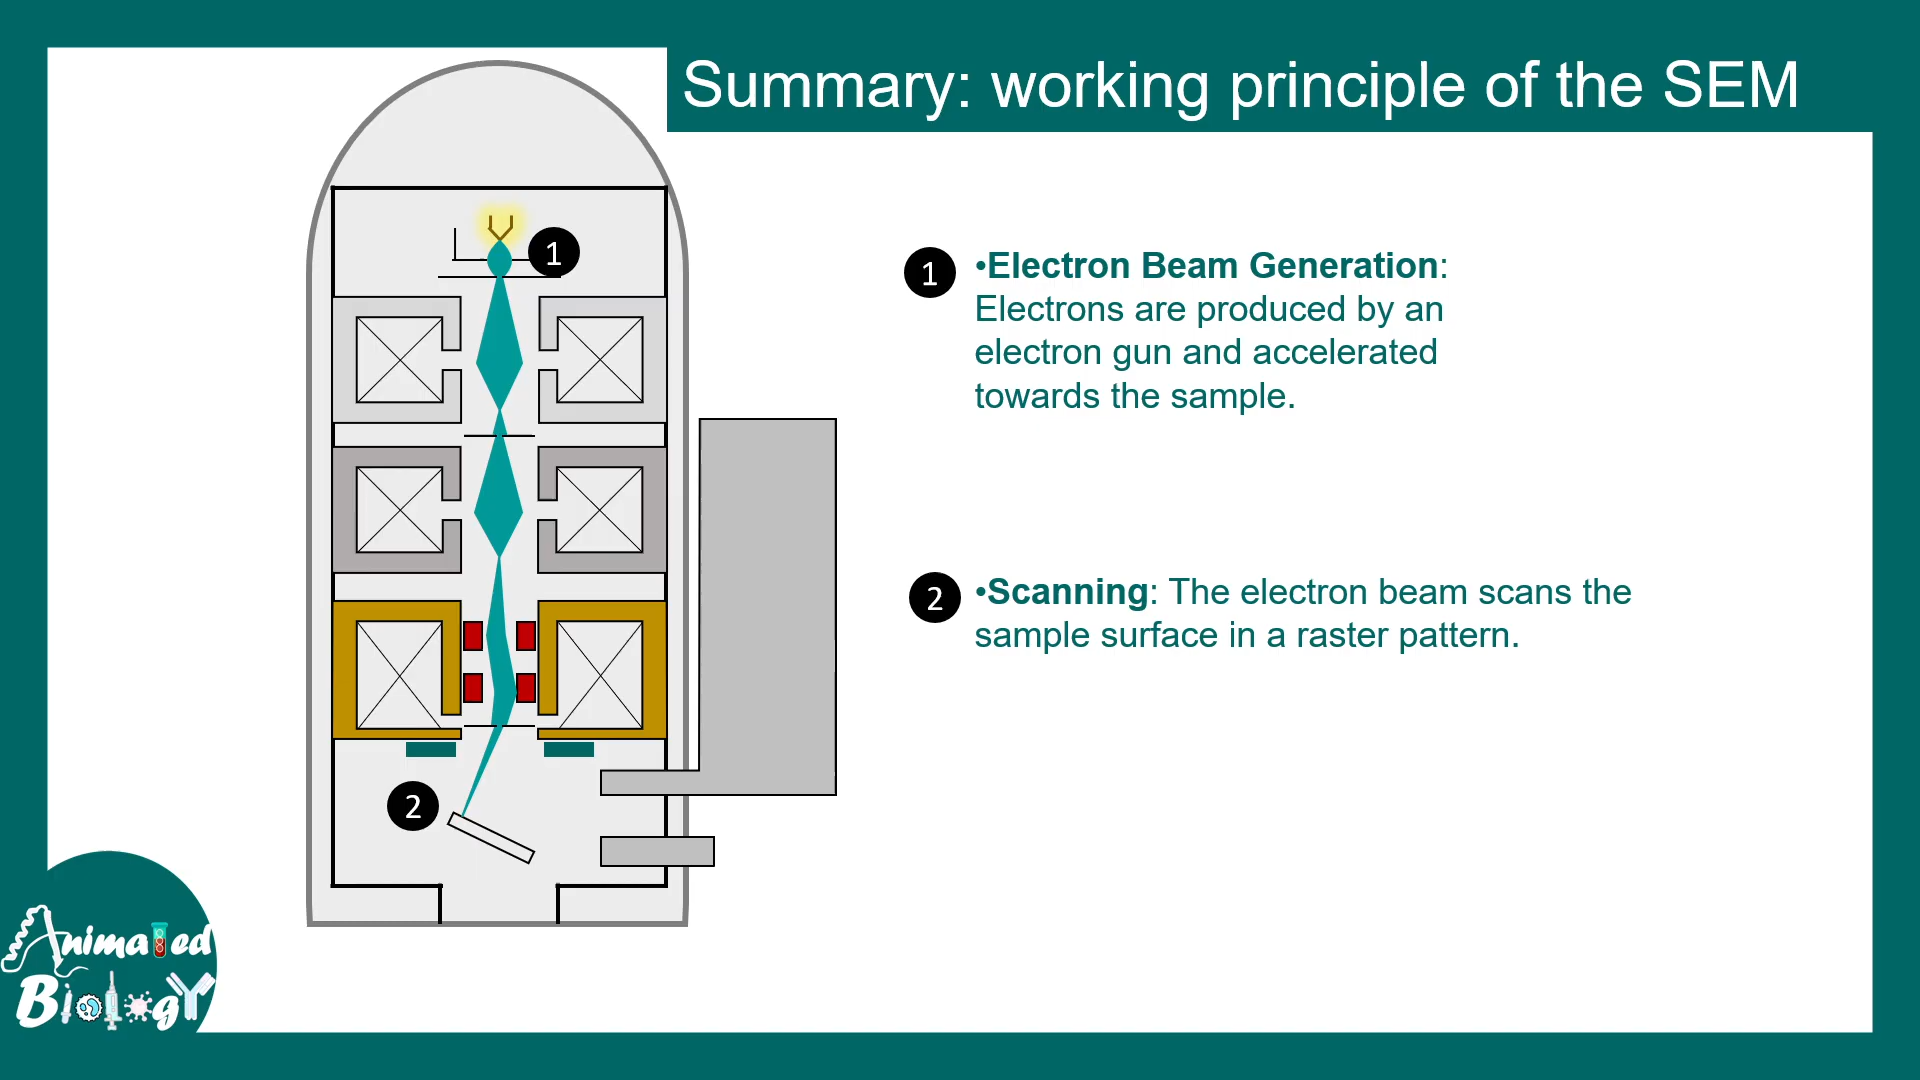 Summary: working principle of the SEM
1
1
•Electron Beam Generation:
Electrons are produced by an
electron gun and accelerated
towards the sample.
2
•Scanning: The electron beam scans the
sample surface in a raster pattern.
2
Animated
Biology